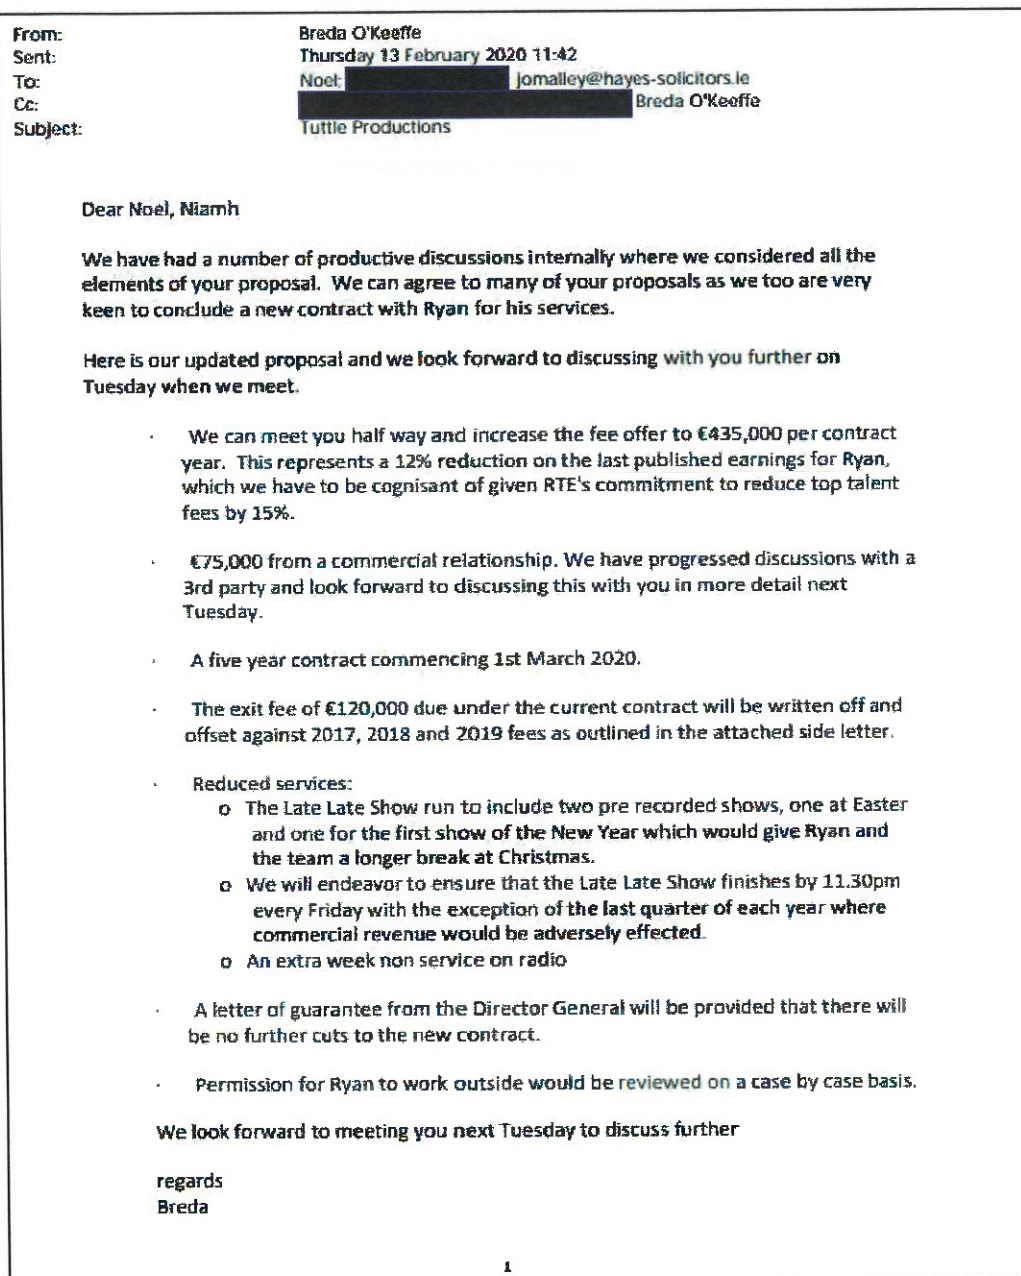 From: Breda O'Keeffe
Sent: Thursday 13 February 2020 11:42
To: Noel; jomalley@hayes-solicitors.ie
Cc: Breda O'Keeffe
Subject: Tuttle Productions
Dear Noel, Niamh
We have had a number of productive discussions internally where we considered all the
elements of your proposal. We can agree to many of your proposals as we too are very
keen to conclude a new contract with Ryan for his services.
Here is our updated proposal and we look forward to discussing with you further on
Tuesday when we meet.
· We can meet you half way and increase the fee offer to €435,000 per contract
year. This represents a 12% reduction on the last published earnings for Ryan,
which we have to be cognisant of given RTE's commitment to reduce top talent
fees by 15%.
· €75,000 from a commercial relationship. We have progressed discussions with a
3rd party and look forward to discussing this with you in more detail next
Tuesday.
· A five year contract commencing 1st March 2020.
· The exit fee of €120,000 due under the current contract will be written off and
offset against 2017, 2018 and 2019 fees as outlined in the attached side letter.
· Reduced services:
o The Late Late Show run to include two pre recorded shows, one at Easter
and one for the first show of the New Year which would give Ryan and
the team a longer break at Christmas.
o We will endeavor to ensure that the Late Late Show finishes by 11.30pm
every Friday with the exception of the last quarter of each year where
commercial revenue would be adversely effected.
o An extra week non service on radio
· A letter of guarantee from the Director General will be provided that there will
be no further cuts to the new contract.
· Permission for Ryan to work outside would be reviewed on a case by case basis.
We look forward to meeting you next Tuesday to discuss further
regards
Breda
1